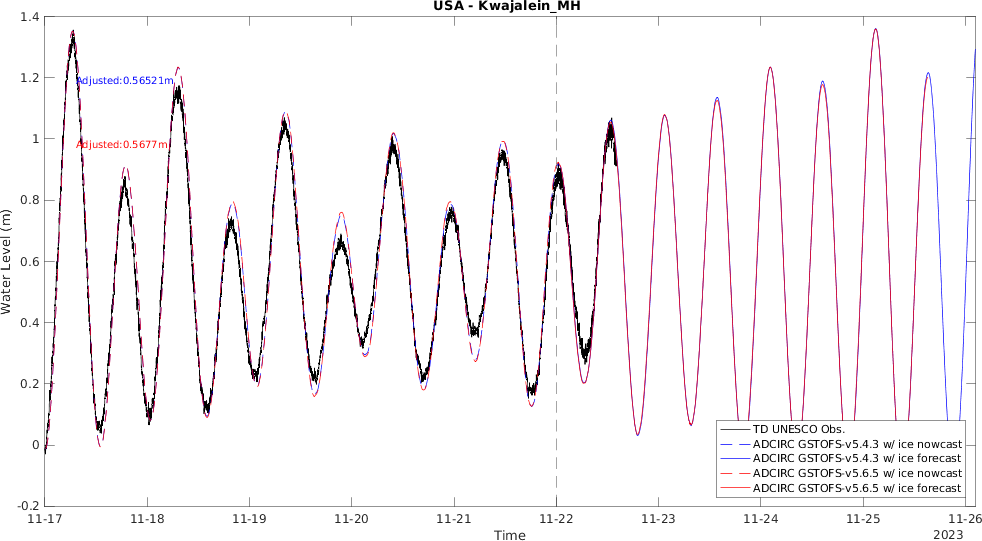 USA - Kwajalein_MH
1.4
1.2
1
0.8
0.6
0.4
0.2
0
-0.2
Water Level (m)
Adjusted:0.56521m
Adjusted:0.5677m
TD UNESCO Obs.
ADCIRC GSTOFS-v5.4.3 w/ ice nowcast
ADCIRC GSTOFS-v5.4.3 w/ ice forecast
ADCIRC GSTOFS-v5.6.5 w/ ice nowcast
ADCIRC GSTOFS-v5.6.5 w/ ice forecast
11-17 11-18 11-19 11-20 11-21 11-22 11-23 11-24 11-25 11-26
Time
2023